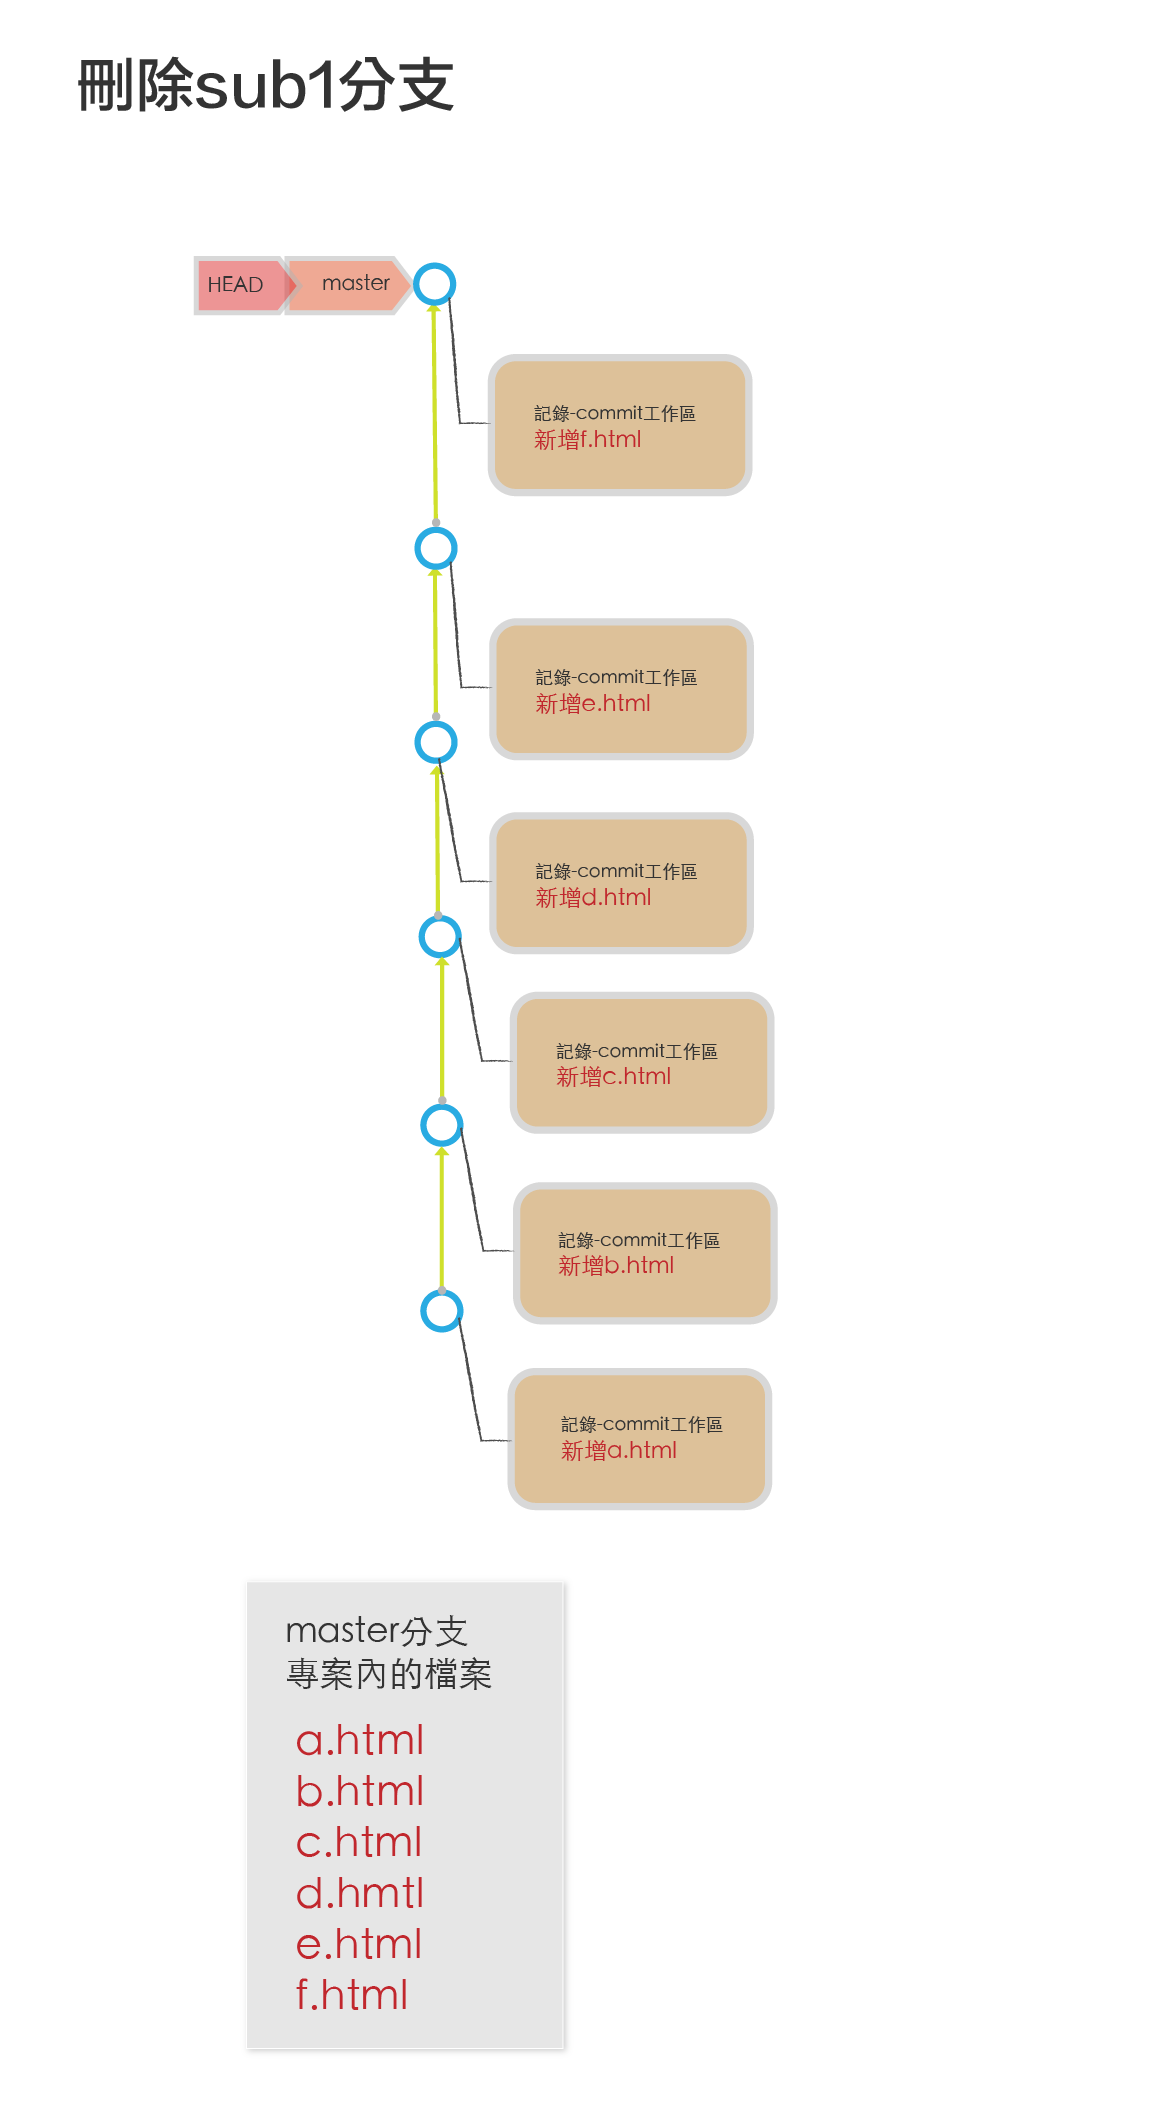 刪除sub1分支
HEAD
master
記錄-commit工作區
新增f.html
記錄-commit工作區
新增e.html
記錄-commit工作區
新增d.html
記錄-commit工作區
新增c.html
記錄-commit工作區
新增b.html
記錄-commit工作區
新增a.html
master分支
專案內的檔案
a.html
b.html
c.html
d.hmtl
e.html
f.html